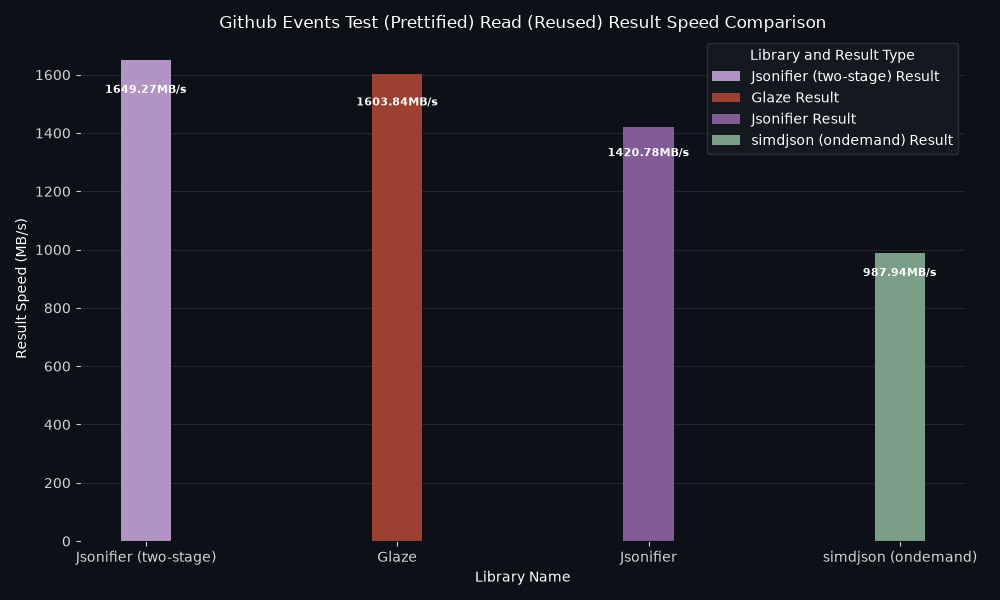 Github Events Test (Prettified) Read (Reused) Result Speed Comparison
Library and Result Type
Jsonifier (two-stage) Result
Glaze Result
Jsonifier Result
simdjson (ondemand) Result
1649.27MB/s
1603.84MB/s
1420.78MB/s
987.94MB/s
Result Speed (MB/s)
1600
1400
1200
1000
800
600
400
200
0
Jsonifier (two-stage)
Glaze
Jsonifier
simdjson (ondemand)
Library Name